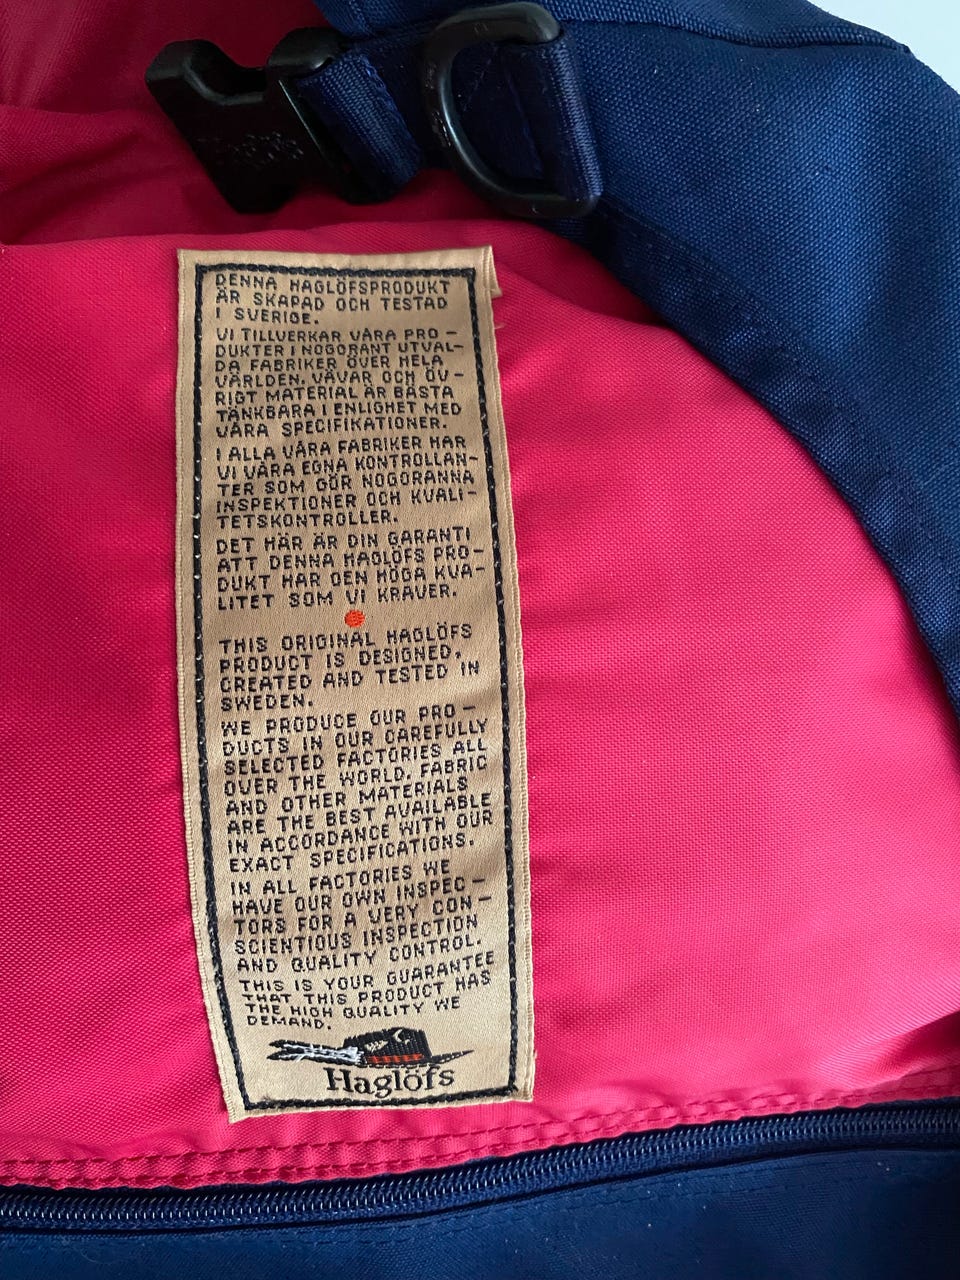 DENNA HAGLÖFSPRODUKT
ÄR SKAPAD OCH TESTAD
I SVERIGE.
VI TILLVERKAR VÅRA PRO-
DUKTER I NOGGRANT UTVAL-
DA FABRIKER ÖVER HELA
VÄRLDEN. VÄVAR OCH ÖV-
RIGT MATERIAL ÄR BÄSTA
TÄNKBARA I ENLIGHET MED
VÅRA SPECIFIKATIONER.
I ALLA VÅRA FABRIKER HAR
VI VÅRA EGNA KONTROLLAN-
TER SOM GÖR NOGGRANNA
INSPEKTIONER OCH KVALI-
TETSKONTROLLER.
DET HÄR ÄR DIN GARANTI
ATT DENNA HAGLÖFS PRO-
DUKT HAR DEN HÖGA KVA-
LITET SOM VI KRÄVER.
THIS ORIGINAL HAGLÖFS
PRODUCT IS DESIGNED,
CREATED AND TESTED IN
SWEDEN.
WE PRODUCE OUR PRO-
DUCTS IN OUR CAREFULLY
SELECTED FACTORIES ALL
OVER THE WORLD. FABRIC
AND OTHER MATERIALS
ARE THE BEST AVAILABLE
IN ACCORDANCE WITH OUR
EXACT SPECIFICATIONS.
IN ALL FACTORIES WE
HAVE OUR OWN INSPEC-
TORS FOR A VERY CON-
SCIENTIOUS INSPECTION
AND QUALITY CONTROL.
THIS IS YOUR GUARANTEE
THAT THIS PRODUCT HAS
THE HIGH QUALITY WE
DEMAND.
Haglöfs